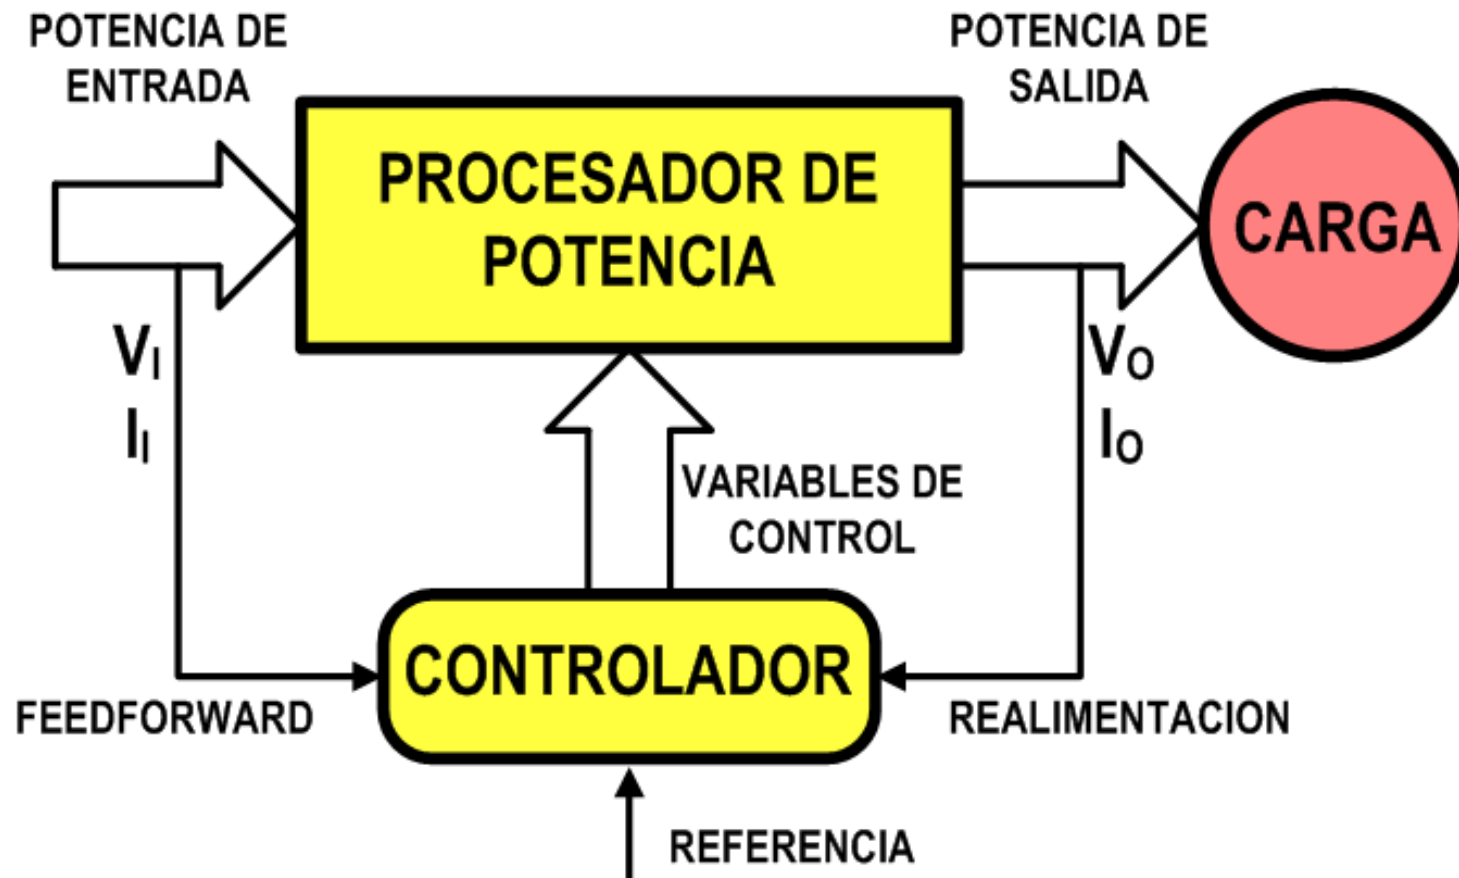 POTENCIA DE
ENTRADA
POTENCIA DE
SALIDA
PROCESADOR DE
POTENCIA
CARGA
VI
II
VO
IO
VARIABLES DE
CONTROL
CONTROLADOR
FEEDFORWARD
REALIMENTACION
REFERENCIA